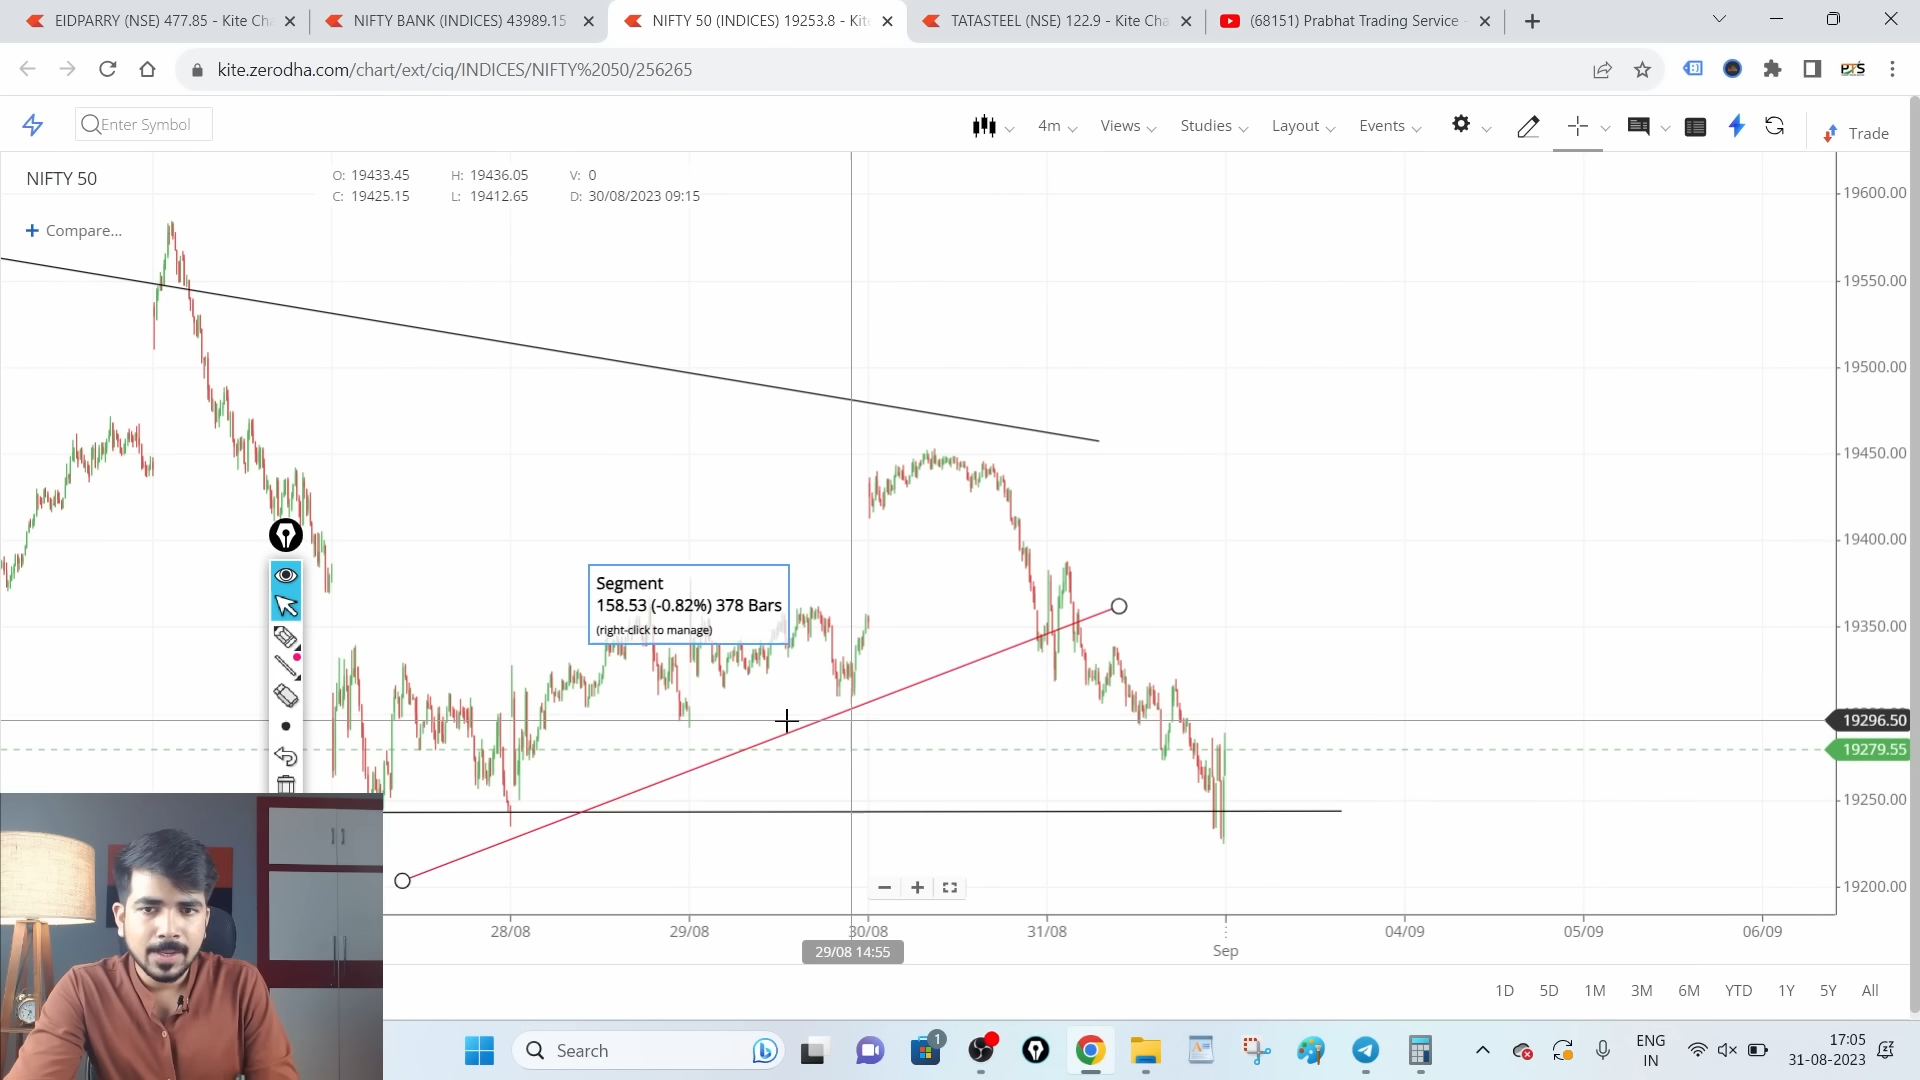 EIDPARRY (NSE) 477.85 - Kite Cha
NIFTY BANK (INDICES) 43989.15
NIFTY 50 (INDICES) 19253.8 - Kite
TATASTEEL (NSE) 122.9 - Kite Cha
(68151) Prabhat Trading Service -
kite.zerodha.com/chart/ext/ciq/INDICES/NIFTY%2050/256265
PTS
Enter Symbol
4m
Views
Studies
Layout
Events
Trade
NIFTY 50
O: 19433.45 H: 19436.05 V: 0
C: 19425.15 L: 19412.65 D: 30/08/2023 09:15
+ Compare...
19600.00
19550.00
19500.00
19450.00
19400.00
19350.00
19296.50
19279.55
19250.00
19200.00
Segment
158.53 (-0.82%) 378 Bars
(right-click to manage)
28/08
29/08
30/08
31/08
04/09
05/09
06/09
29/08 14:55
Sep
1D 5D 1M 3M 6M YTD 1Y 5Y All
Search
1
ENG
IN
17:05
31-08-2023